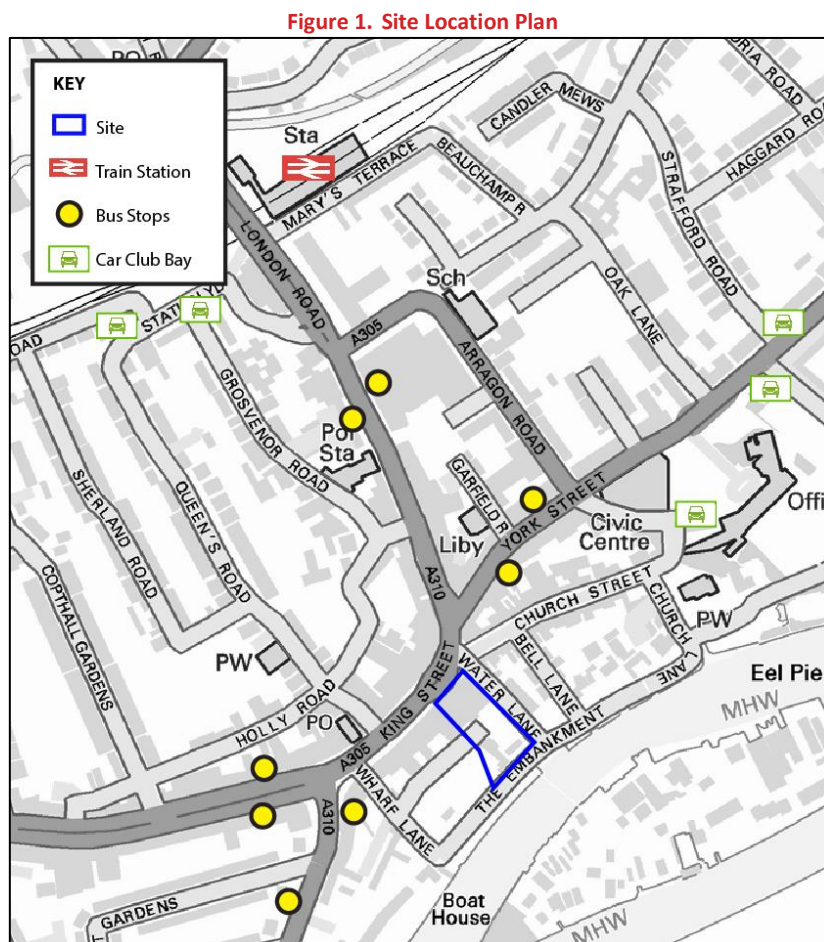 Figure 1. Site Location Plan
KEY
Site
Train Station
Bus Stops
Car Club Bay
Sta
MARY'S TERRACE
BEAUCHAMP R
CANDLER MEWS
STRAFFORD ROAD
HAGGARD ROAD
OAK LANE
LONDON ROAD
A305
Sch
ARRAGON ROAD
GROSVENOR ROAD
Pol
Sta
SHERLAND ROAD
QUEEN'S ROAD
COPTHALL GARDENS
GARFIELD R
Liby
YORK STREET
Civic
Centre
A310
CHURCH STREET
CHURCH LANE
PW
BELL LANE
WATER LANE
KING STREET
THE EMBANKMENT
Eel Pie
MHW
PW
HOLLY ROAD
PO
A305
WHARF LANE
A310
GARDENS
Boat
House
MHW